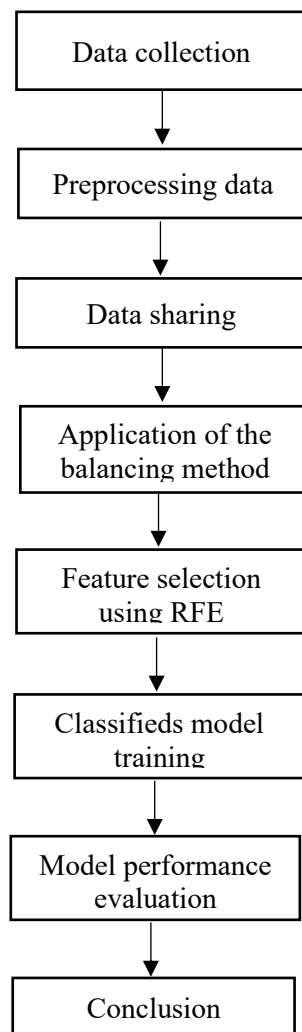 Data collection
Preprocessing data
Data sharing
Application of the
balancing method
Feature selection
using RFE
Classifieds model
training
Model performance
evaluation
Conclusion